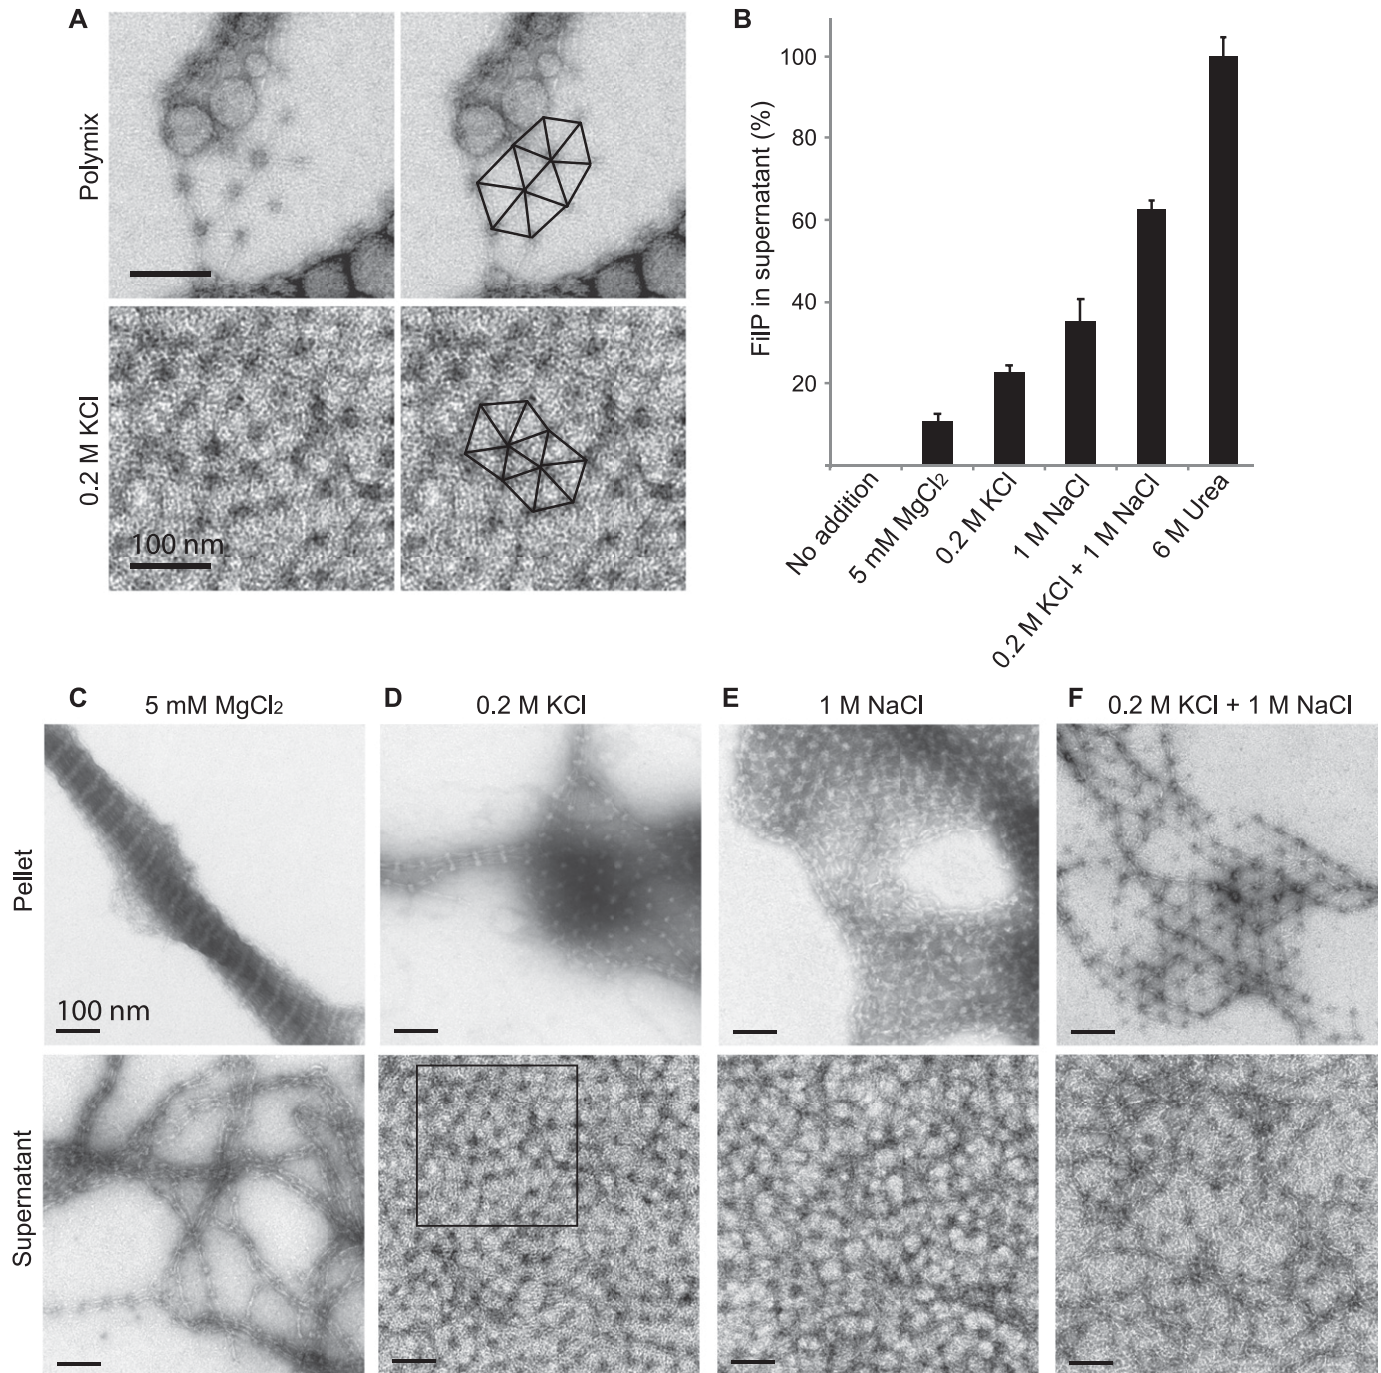 A
Polymix
0.2 M KCl
100 nm
B
FilP in supernatant (%)
100
80
60
40
20
No addition
5 mM MgCl₂
0.2 M KCl
1 M NaCl
0.2 M KCl + 1 M NaCl
6 M Urea
C
5 mM MgCl₂
D
0.2 M KCl
E
1 M NaCl
F
0.2 M KCl + 1 M NaCl
Pellet
100 nm
Supernatant